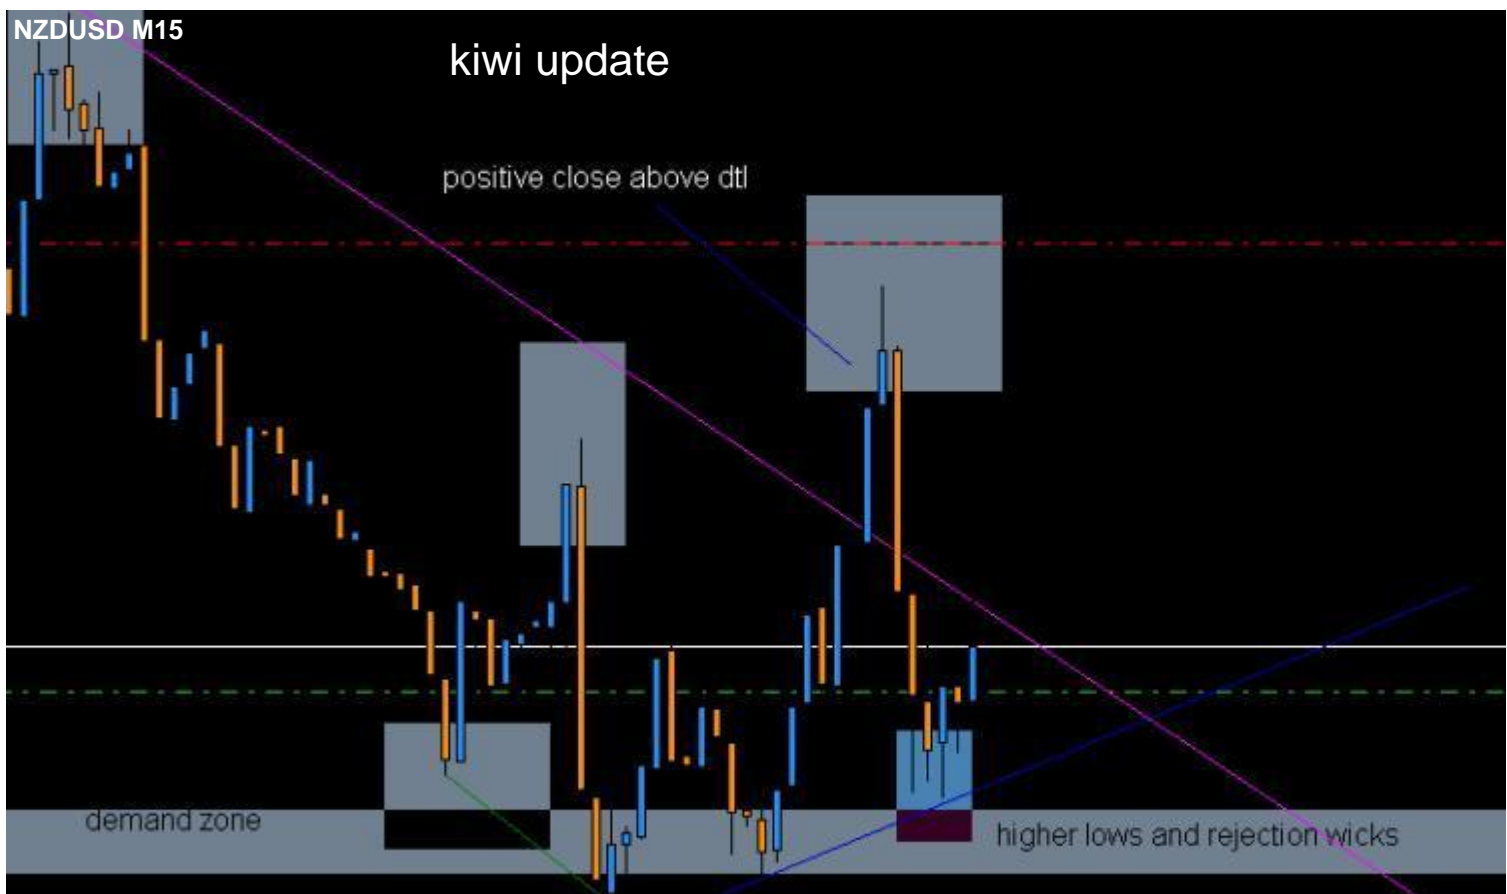 NZDUSD M15
kiwi update
positive close above dtl
demand zone
higher lows and rejection wicks